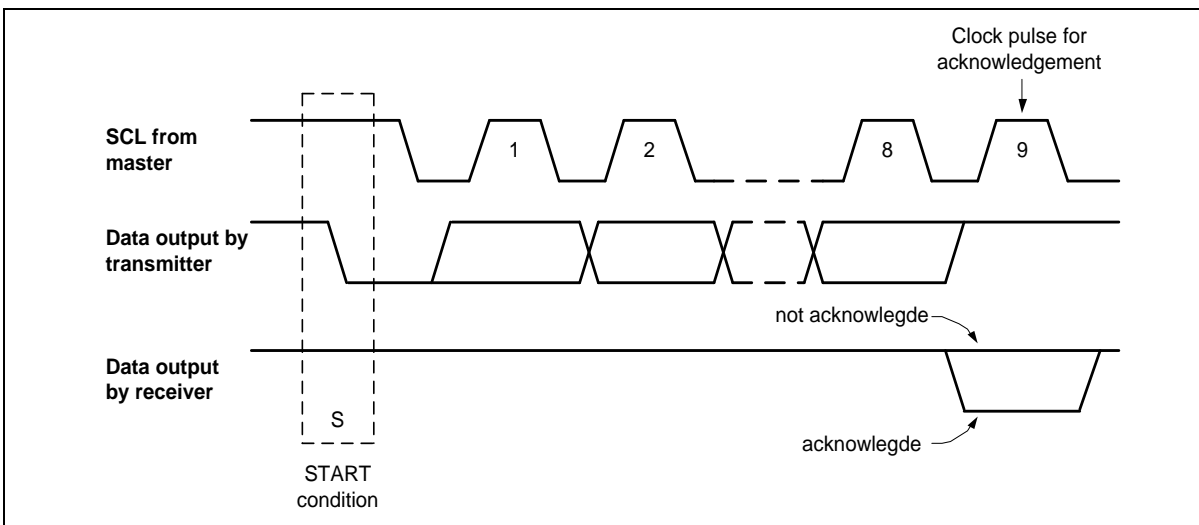 Clock pulse for
acknowledgement
SCL from
master
1
2
8
9
Data output by
transmitter
not acknowlegde
Data output
by receiver
S
acknowlegde
START
condition